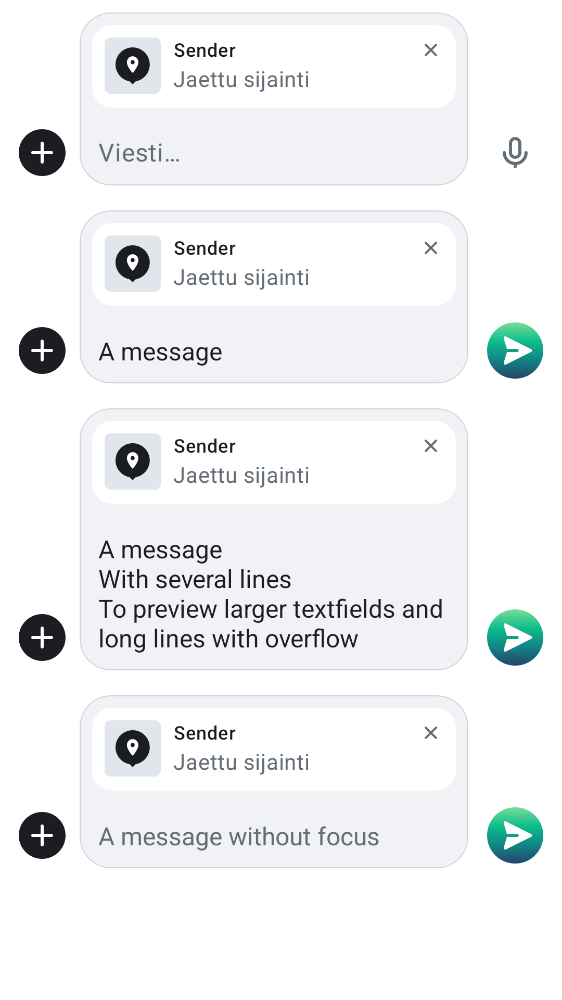 Sender
Jaettu sijainti
Viesti…
Sender
Jaettu sijainti
A message
Sender
Jaettu sijainti
A message
With several lines
To preview larger textfields and
long lines with overflow
Sender
Jaettu sijainti
A message without focus